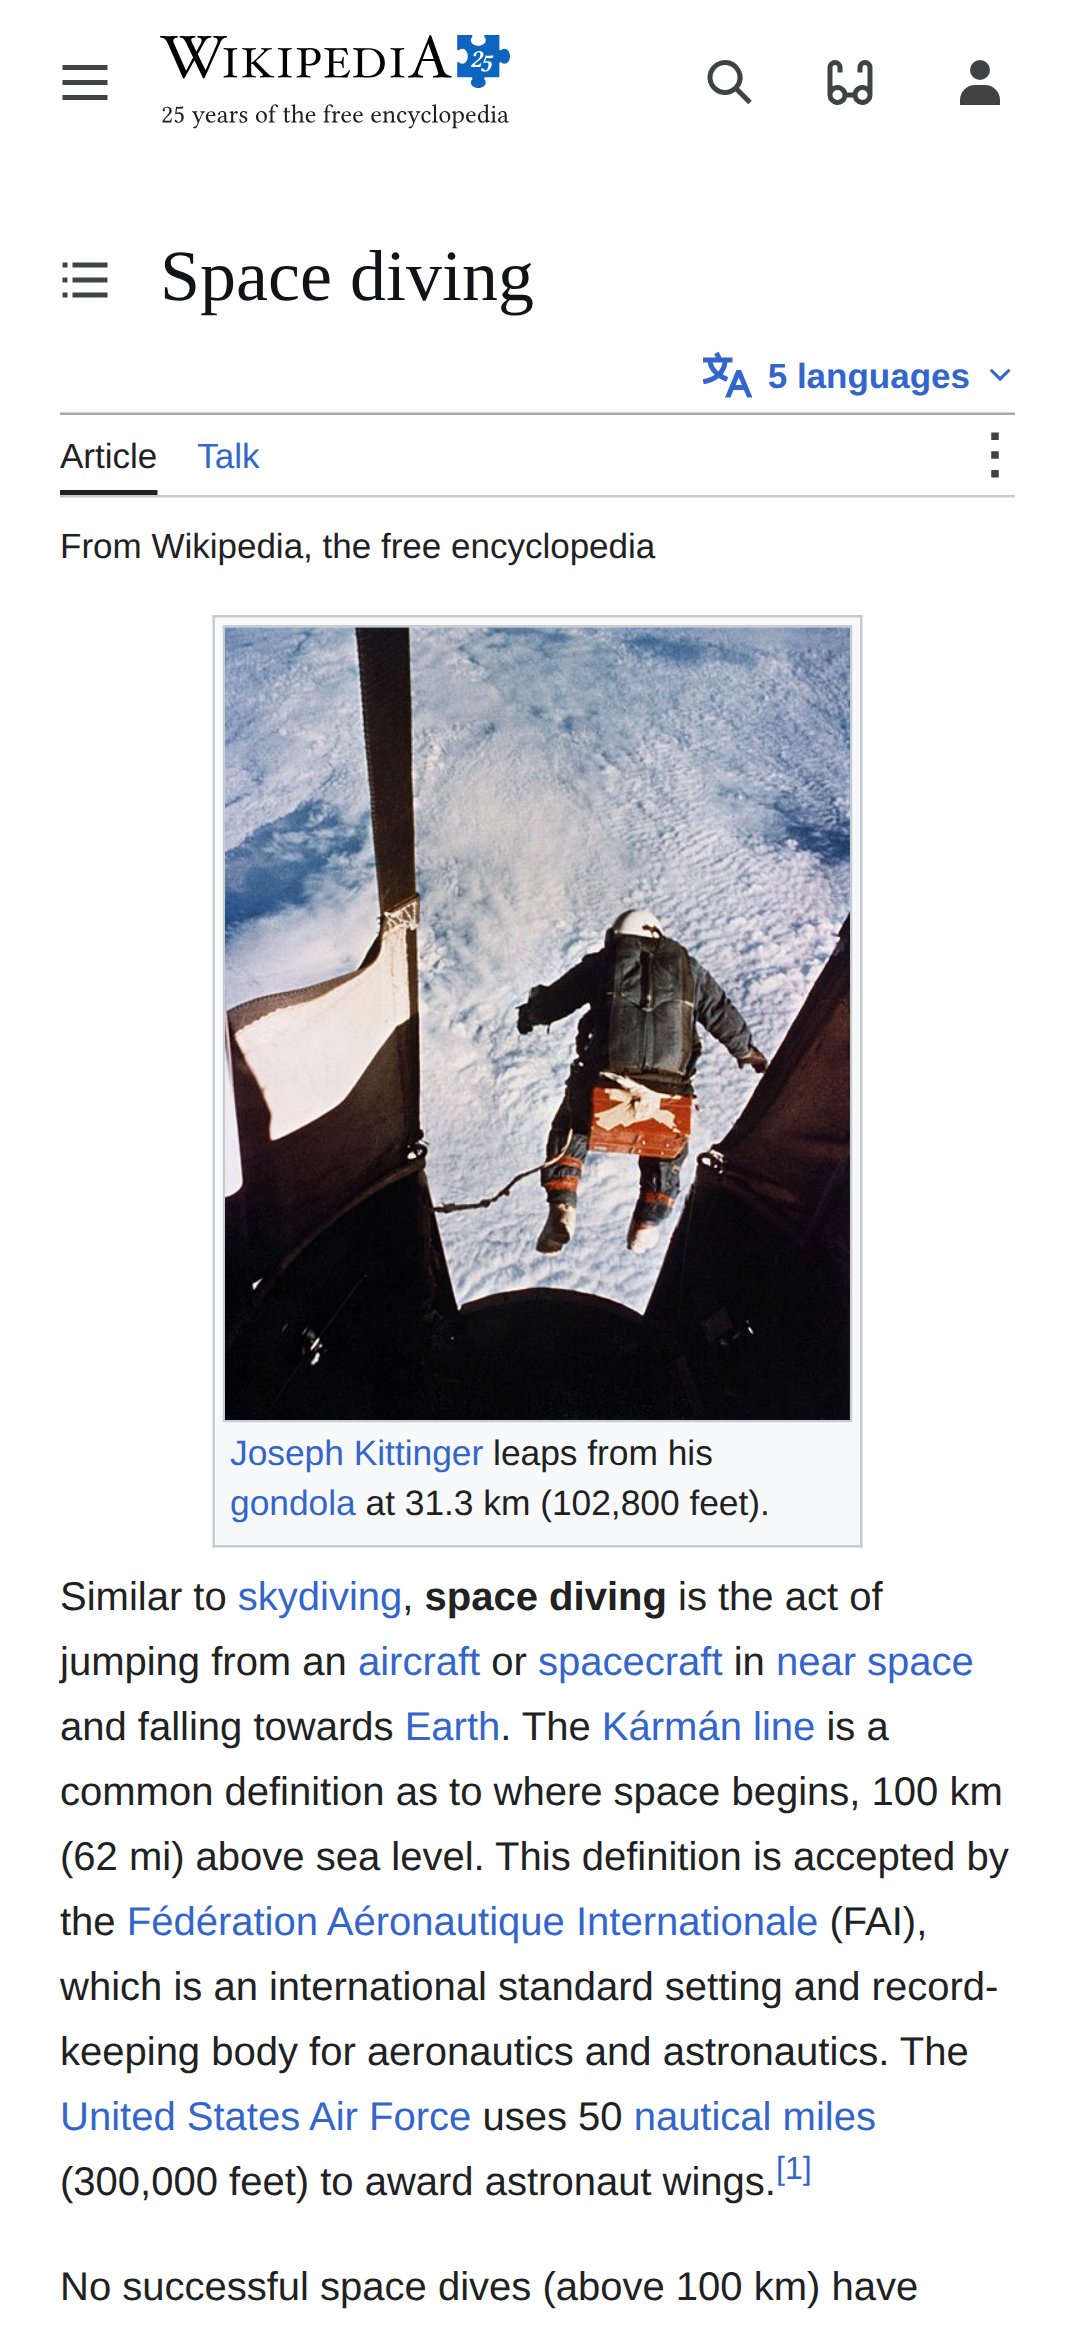 WIKIPEDIA 25
25 years of the free encyclopedia
Space diving
文A 5 languages
Article Talk
From Wikipedia, the free encyclopedia
Joseph Kittinger leaps from his
gondola at 31.3 km (102,800 feet).
Similar to skydiving, space diving is the act of
jumping from an aircraft or spacecraft in near space
and falling towards Earth. The Kármán line is a
common definition as to where space begins, 100 km
(62 mi) above sea level. This definition is accepted by
the Fédération Aéronautique Internationale (FAI),
which is an international standard setting and record-
keeping body for aeronautics and astronautics. The
United States Air Force uses 50 nautical miles
(300,000 feet) to award astronaut wings.[1]
No successful space dives (above 100 km) have